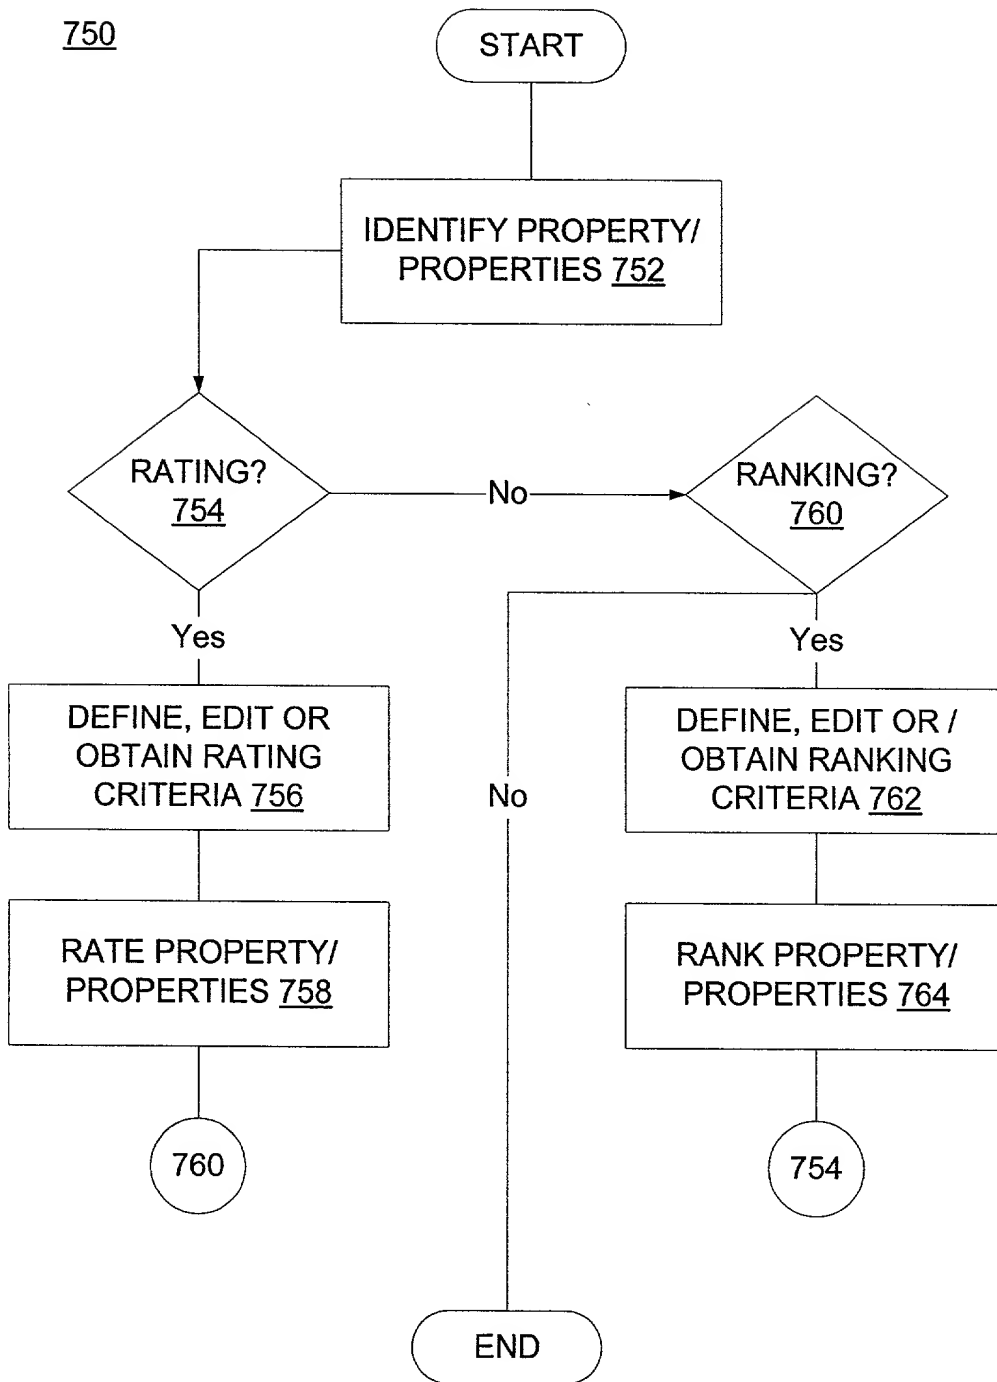 750
START
IDENTIFY PROPERTY/
PROPERTIES 752
RATING?
754
No
RANKING?
760
Yes
Yes
DEFINE, EDIT OR
OBTAIN RATING
CRITERIA 756
No
DEFINE, EDIT OR /
OBTAIN RANKING
CRITERIA 762
RATE PROPERTY/
PROPERTIES 758
RANK PROPERTY/
PROPERTIES 764
760
754
END